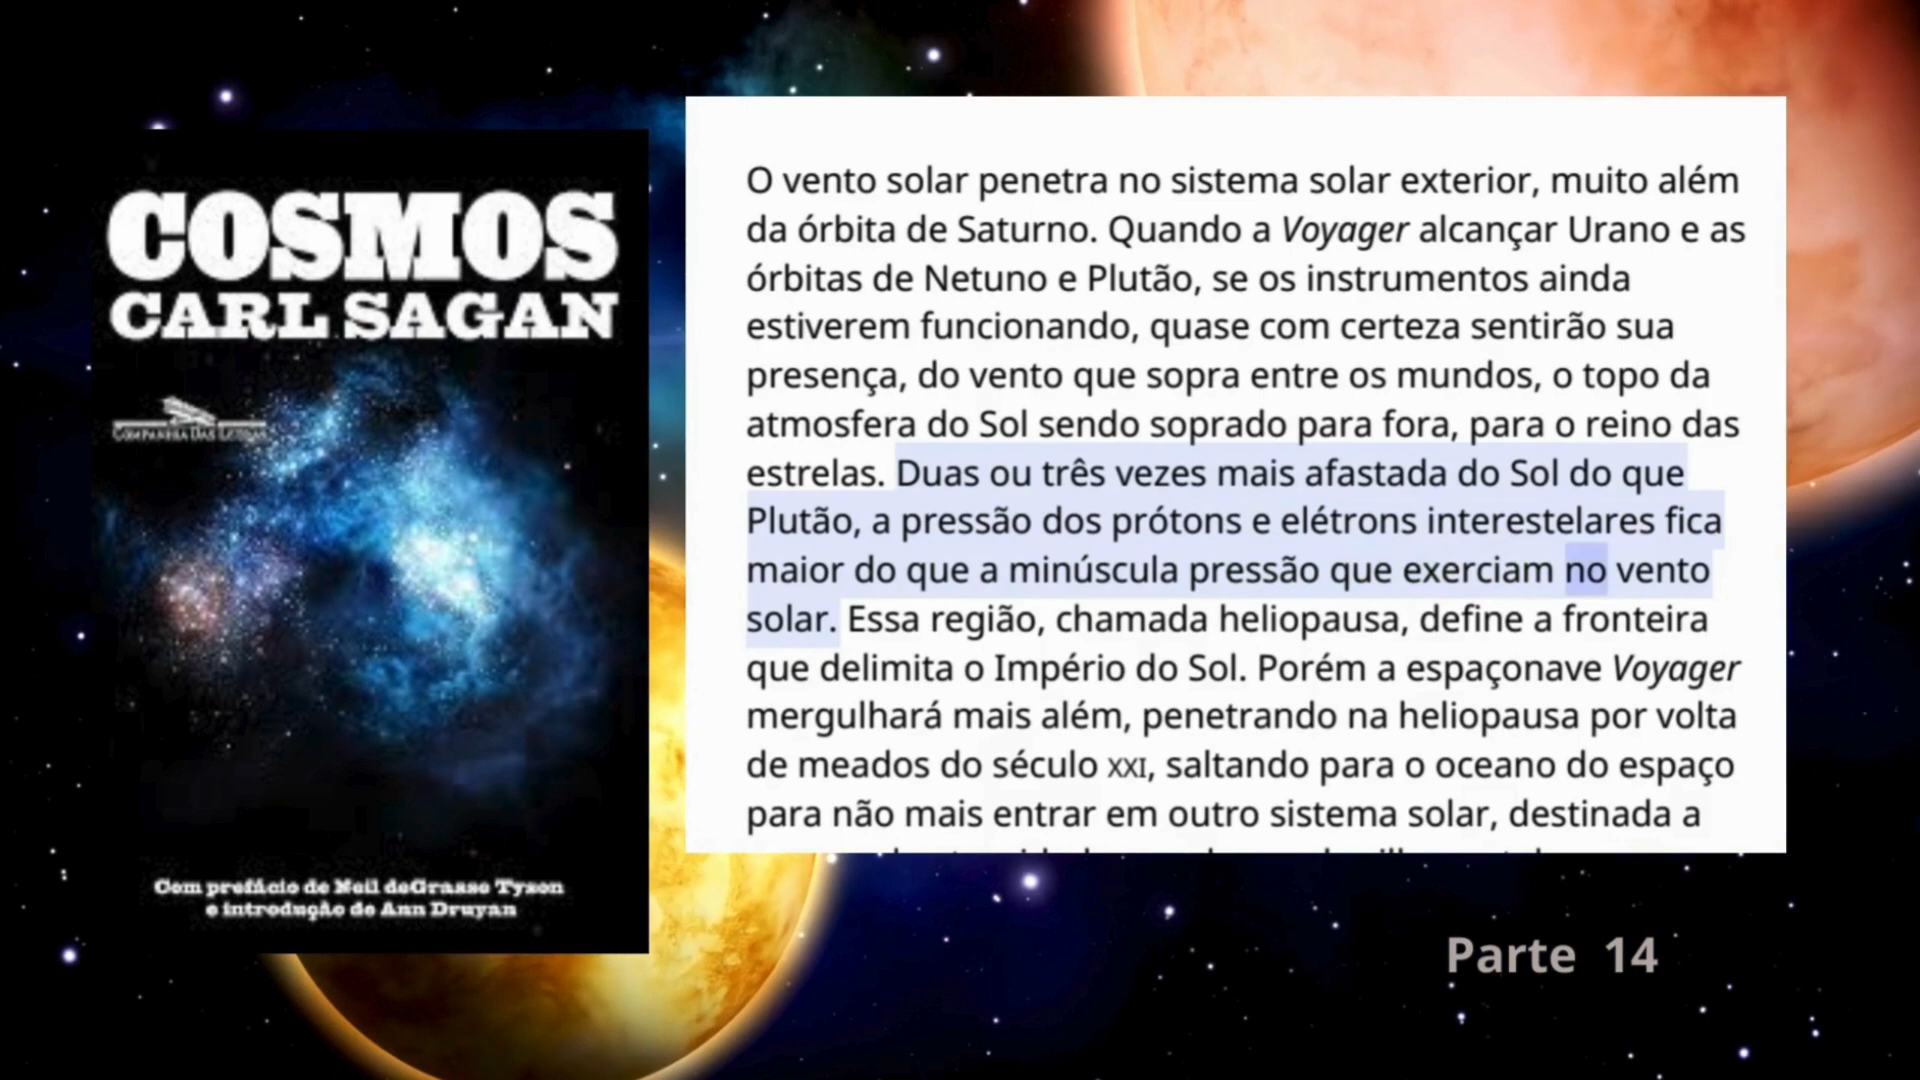 COSMOS
CARL SAGAN
COMPANHIA DAS LETRAS
Com prefácio de Neil deGrasse Tyson
e introdução de Ann Druyan
O vento solar penetra no sistema solar exterior, muito além
da órbita de Saturno. Quando a Voyager alcançar Urano e as
órbitas de Netuno e Plutão, se os instrumentos ainda
estiverem funcionando, quase com certeza sentirão sua
presença, do vento que sopra entre os mundos, o topo da
atmosfera do Sol sendo soprado para fora, para o reino das
estrelas. Duas ou três vezes mais afastada do Sol do que
Plutão, a pressão dos prótons e elétrons interestelares fica
maior do que a minúscula pressão que exerciam no vento
solar. Essa região, chamada heliopausa, define a fronteira
que delimita o Império do Sol. Porém a espaçonave Voyager
mergulhará mais além, penetrando na heliopausa por volta
de meados do século XXI, saltando para o oceano do espaço
para não mais entrar em outro sistema solar, destinada a
Parte 14